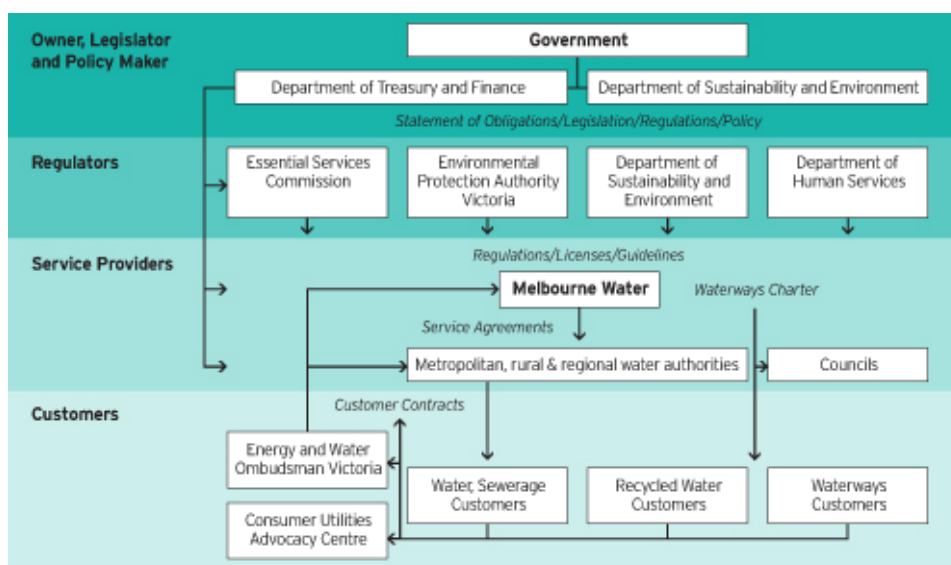 Owner, Legislator
and Policy Maker
Government
Department of Treasury and Finance
Department of Sustainability and Environment
Statement of Obligations/Legislation/Regulations/Policy
Regulators
Essential Services
Commission
Environmental
Protection Authority
Victoria
Department of
Sustainability and
Environment
Department of
Human Services
Service Providers
Regulations/Licenses/Guidelines
Melbourne Water
Waterways Charter
Service Agreements
Metropolitan, rural & regional water authorities
Councils
Customers
Customer Contracts
Energy and Water
Ombudsman Victoria
Water, Sewerage
Customers
Recycled Water
Customers
Waterways
Customers
Consumer Utilities
Advocacy Centre